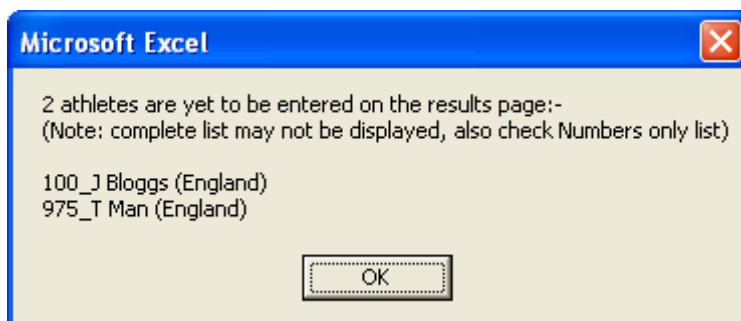 Microsoft Excel
2 athletes are yet to be entered on the results page:-
(Note: complete list may not be displayed, also check Numbers only list)
100_J Bloggs (England)
975_T Man (England)
OK